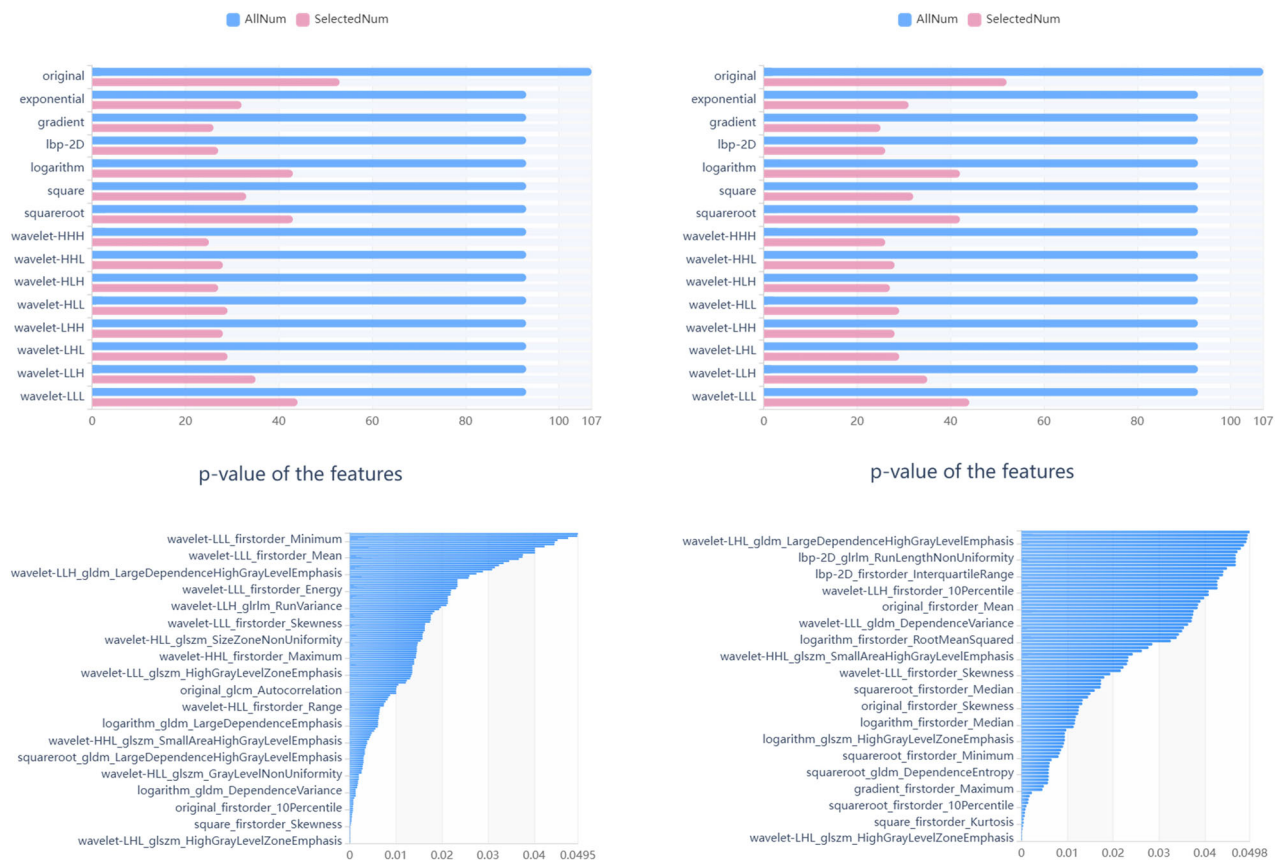 AllNum SelectedNum
original
exponential
gradient
lbp-2D
logarithm
square
squareroot
wavelet-HHH
wavelet-HHL
wavelet-HLH
wavelet-HLL
wavelet-LHH
wavelet-LHL
wavelet-LLH
wavelet-LLL
0 20 40 60 80 100 107
AllNum SelectedNum
original
exponential
gradient
lbp-2D
logarithm
square
squareroot
wavelet-HHH
wavelet-HHL
wavelet-HLH
wavelet-HLL
wavelet-LHH
wavelet-LHL
wavelet-LLH
wavelet-LLL
0 20 40 60 80 100 107
p-value of the features
wavelet-LLL_firstorder_Minimum
wavelet-LLL_firstorder_Mean
wavelet-LLH_gldm_LargeDependenceHighGrayLevelEmphasis
wavelet-LLL_firstorder_Energy
wavelet-LLH_glrlm_RunVariance
wavelet-LLL_firstorder_Skewness
wavelet-HLL_glszm_SizeZoneNonUniformity
wavelet-HHL_firstorder_Maximum
wavelet-LLL_glszm_HighGrayLevelZoneEmphasis
original_glcm_Autocorrelation
wavelet-HLL_firstorder_Range
logarithm_gldm_LargeDependenceEmphasis
wavelet-HHL_glszm_SmallAreaHighGrayLevelEmphasis
squareroot_gldm_LargeDependenceHighGrayLevelEmphasis
wavelet-HLL_glszm_GrayLevelNonUniformity
logarithm_gldm_DependenceVariance
original_firstorder_10Percentile
square_firstorder_Skewness
wavelet-LHL_glszm_HighGrayLevelZoneEmphasis
0 0.01 0.02 0.03 0.04 0.0495
p-value of the features
wavelet-LHL_gldm_LargeDependenceHighGrayLevelEmphasis
lbp-2D_glrlm_RunLengthNonUniformity
lbp-2D_firstorder_InterquartileRange
wavelet-LLH_firstorder_10Percentile
original_firstorder_Mean
wavelet-LLL_gldm_DependenceVariance
logarithm_firstorder_RootMeanSquared
wavelet-HHL_glszm_SmallAreaHighGrayLevelEmphasis
wavelet-LLL_firstorder_Skewness
squareroot_firstorder_Median
original_firstorder_Skewness
logarithm_firstorder_Median
logarithm_glszm_HighGrayLevelZoneEmphasis
squareroot_firstorder_Minimum
squareroot_gldm_DependenceEntropy
gradient_firstorder_Maximum
squareroot_firstorder_10Percentile
square_firstorder_Kurtosis
wavelet-LHL_glszm_HighGrayLevelZoneEmphasis
0 0.01 0.02 0.03 0.04 0.0498